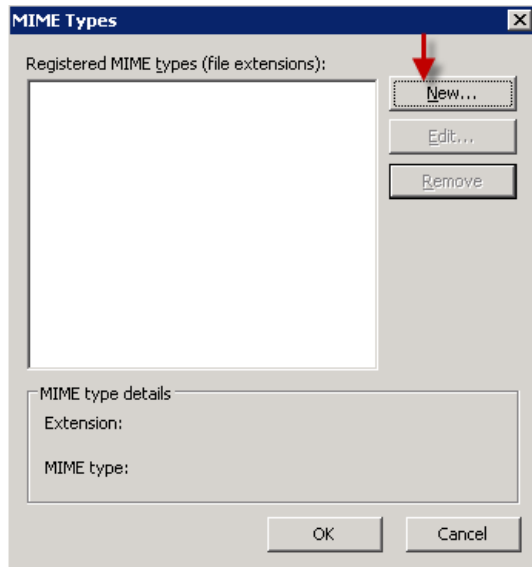 MIME Types
Registered MIME types (file extensions):
New...
Edit...
Remove
MIME type details
Extension:
MIME type:
OK
Cancel